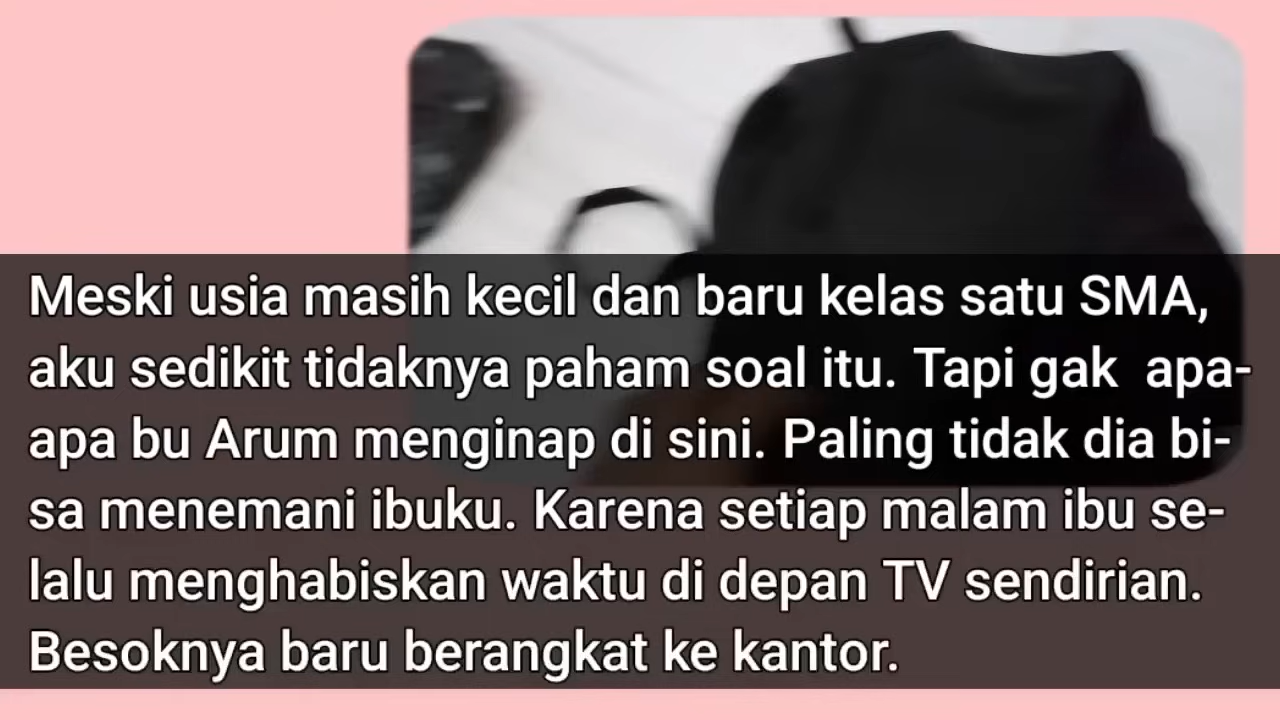 Meski usia masih kecil dan baru kelas satu SMA,
aku sedikit tidaknya paham soal itu. Tapi gak  apa-
apa bu Arum menginap di sini. Paling tidak dia bi-
sa menemani ibuku. Karena setiap malam ibu se-
lalu menghabiskan waktu di depan TV sendirian.
Besoknya baru berangkat ke kantor.